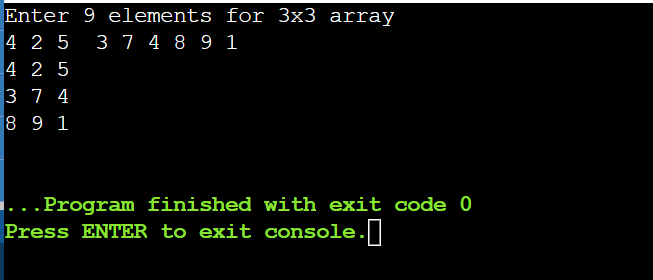 Enter 9 elements for 3x3 array
4 2 5  3 7 4 8 9 1
4 2 5
3 7 4
8 9 1
...Program finished with exit code 0
Press ENTER to exit console.